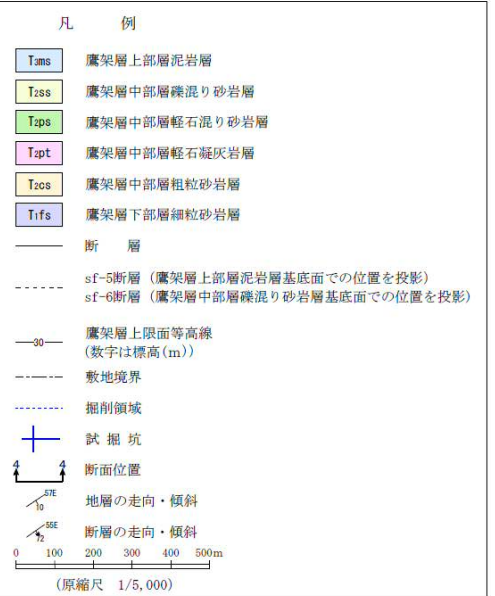 凡　例
T3ms 鷹架層上部層泥岩層
T2ss 鷹架層中部層礫混り砂岩層
T2ps 鷹架層中部層軽石混り砂岩層
T2pt 鷹架層中部層軽石凝灰岩層
T2cs 鷹架層中部層粗粒砂岩層
T1fs 鷹架層下部層細粒砂岩層
断　層
sf-5断層（鷹架層上部層泥岩層基底面での位置を投影）
sf-6断層（鷹架層中部層礫混り砂岩層基底面での位置を投影）
30 鷹架層上限面等高線
(数字は標高(m))
敷地境界
掘削領域
試 掘 坑
4 4 断面位置
57E 10 地層の走向・傾斜
55E 72 断層の走向・傾斜
0 100 200 300 400 500m
(原縮尺 1/5,000)